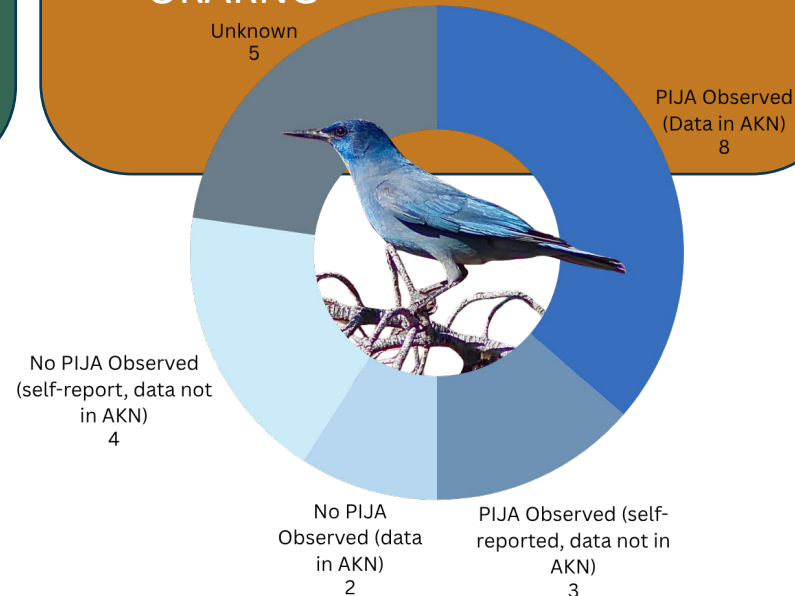 Unknown
5
PIJA Observed
(Data in AKN)
8
No PIJA Observed
(self-report, data not
in AKN)
4
No PIJA
Observed (data
in AKN)
2
PIJA Observed (self-
reported, data not in
AKN)
3